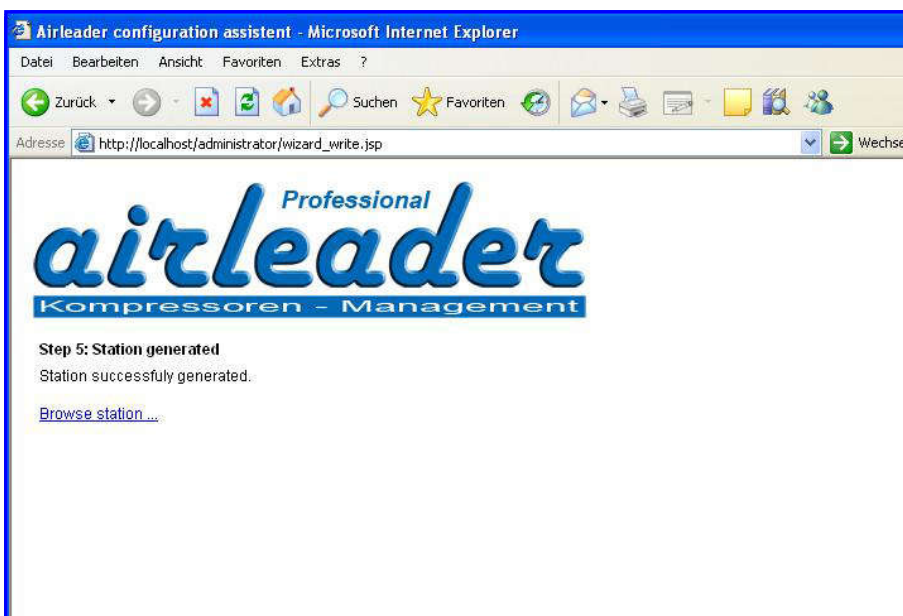 Airleader configuration assistent - Microsoft Internet Explorer
Datei Bearbeiten Ansicht Favoriten Extras ?
Zurück Suchen Favoriten
Adresse http://localhost/administrator/wizard_write.jsp Wechse
Professional
airleader
Kompressoren - Management
Step 5: Station generated
Station successfuly generated.
Browse station ...